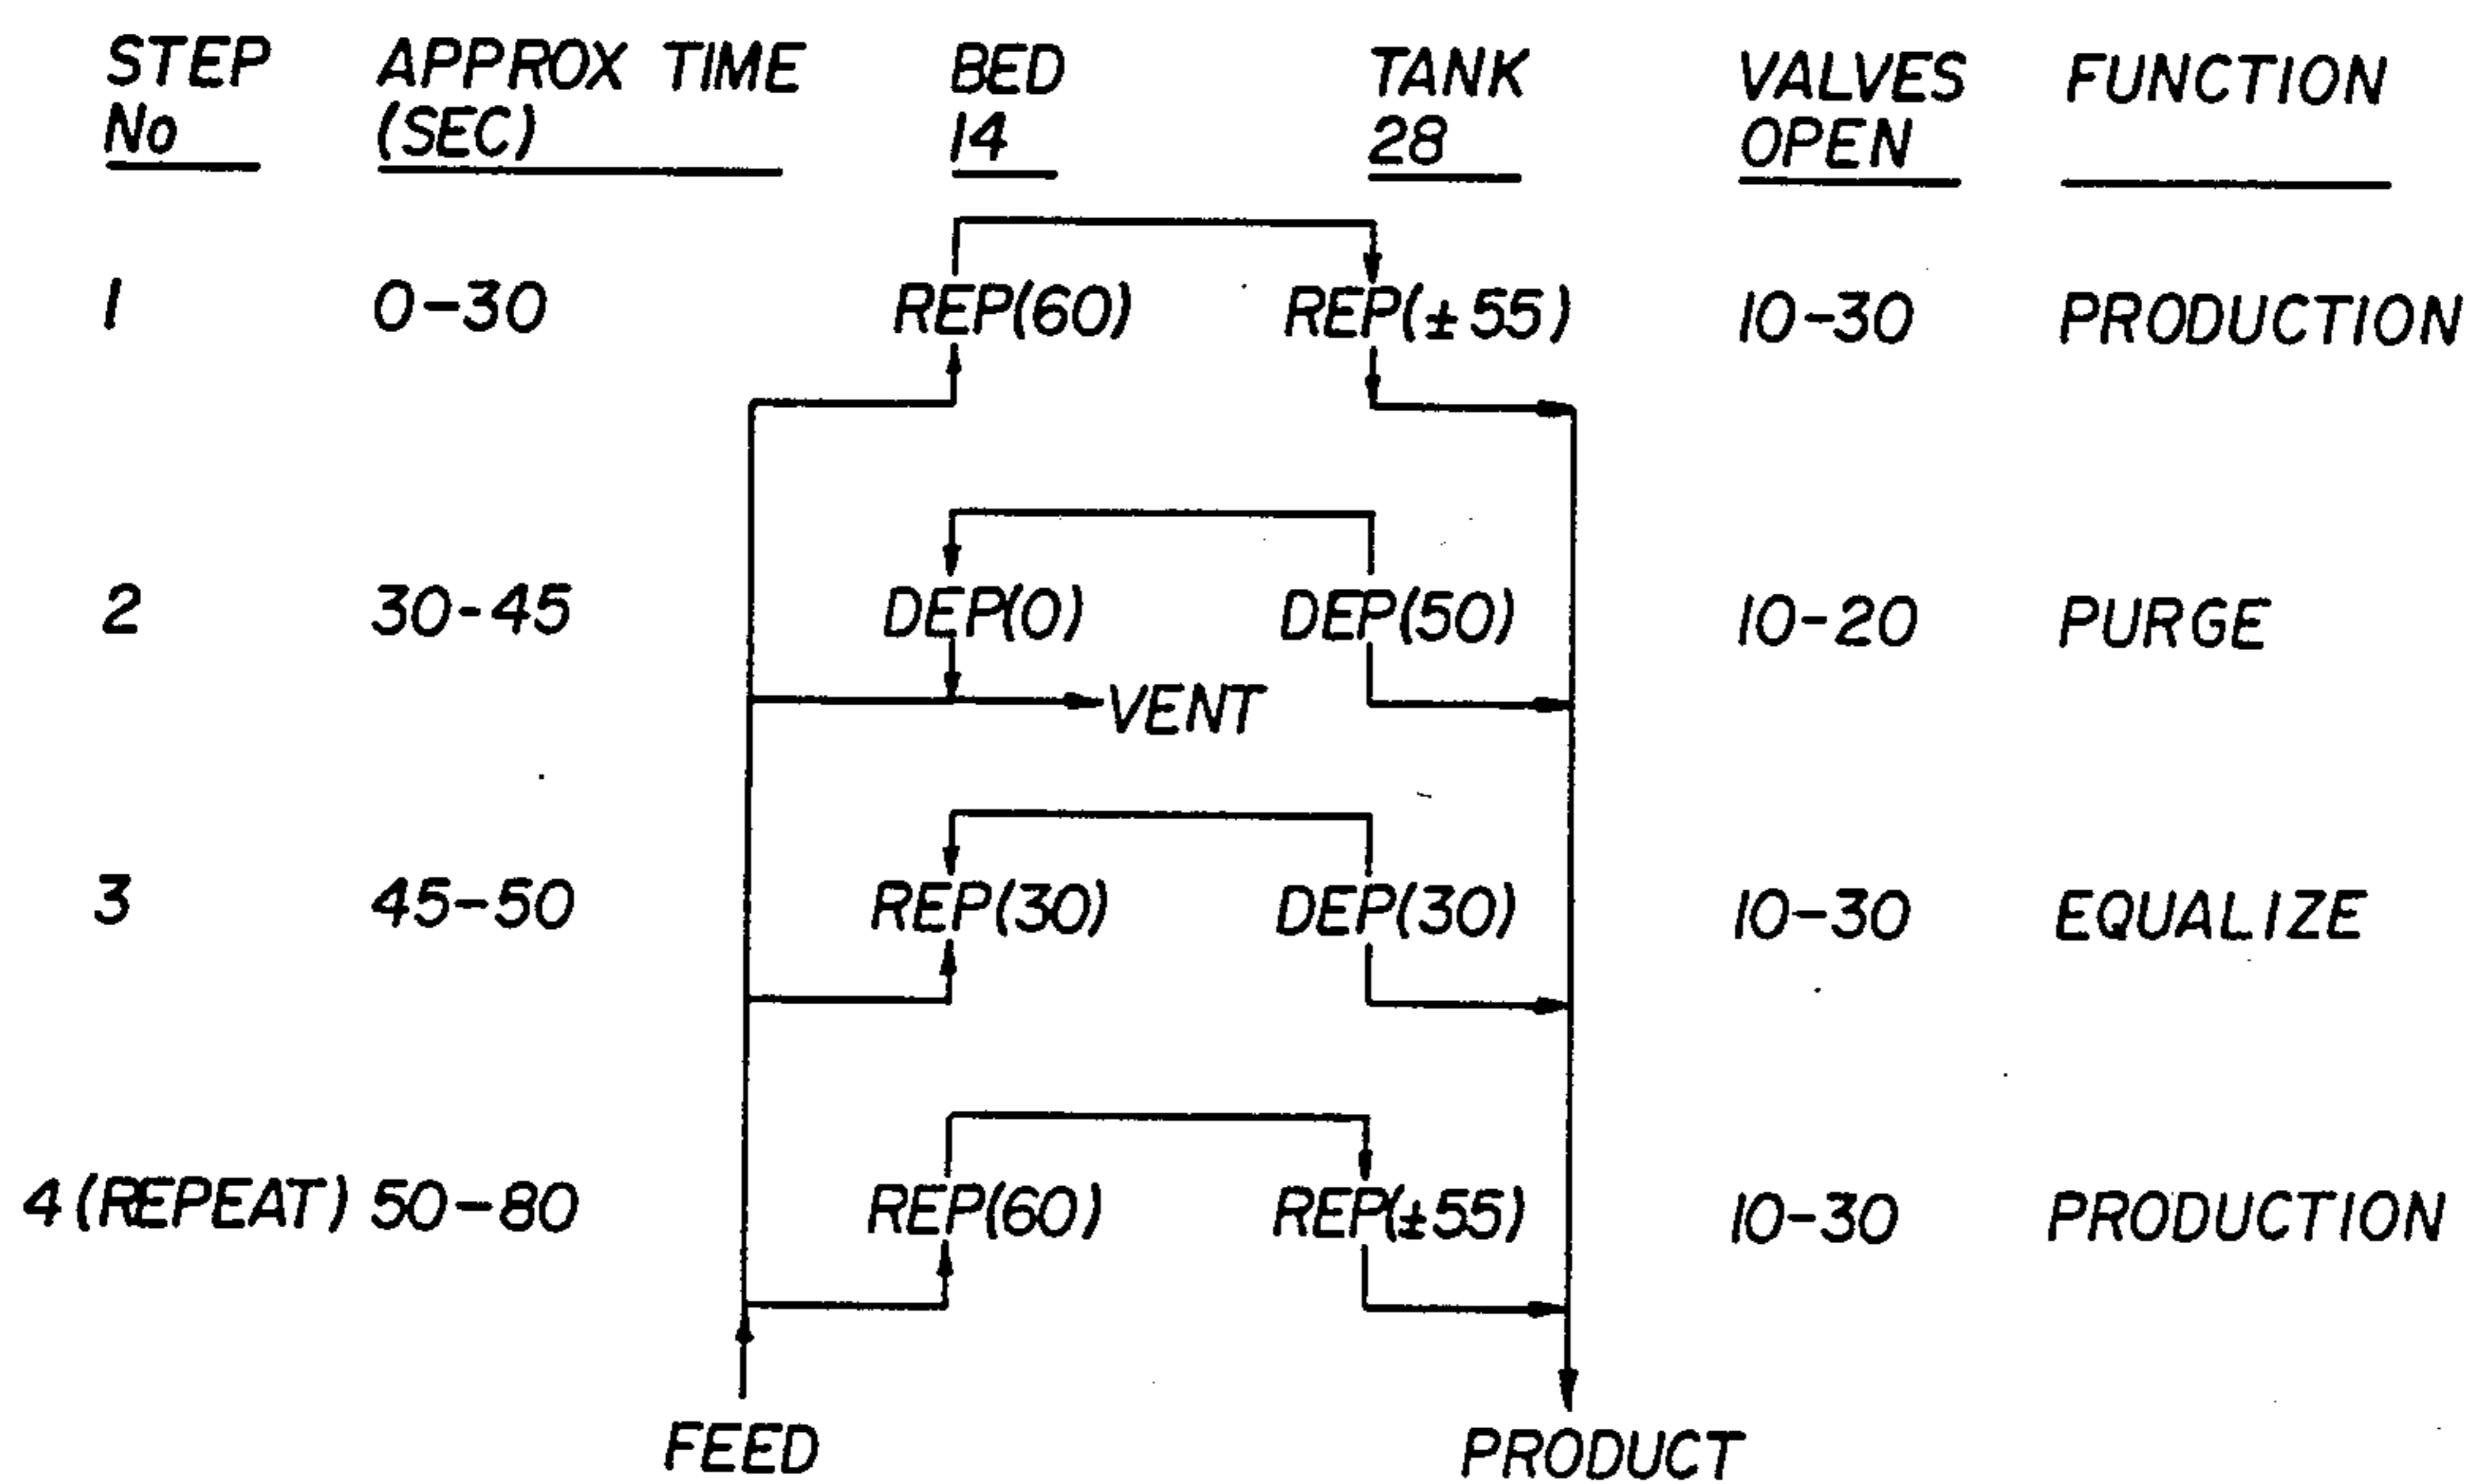 STEP APPROX TIME BED TANK VALVES FUNCTION
No (SEC) 14 28 OPEN
1 0-30 REP(60) REP(±55) 10-30 PRODUCTION
2 30-45 DEP(0) DEP(50) 10-20 PURGE
VENT
3 45-50 REP(30) DEP(30) 10-30 EQUALIZE
4 (REPEAT) 50-80 REP(60) REP(±55) 10-30 PRODUCTION
FEED PRODUCT